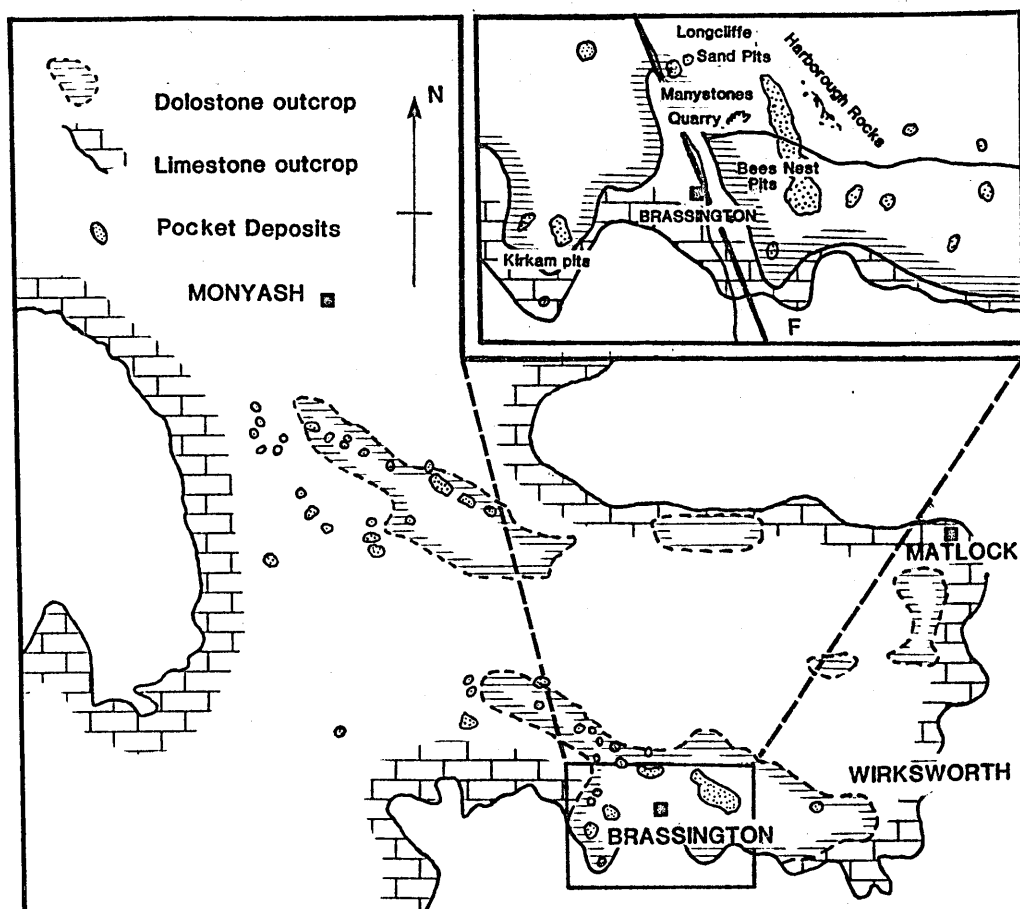 Dolostone outcrop
Limestone outcrop
Pocket Deposits
N
MONYASH
Longcliffe
Sand Pits
Harborough Rocks
Manystones
Quarry
Bees Nest
Pits
BRASSINGTON
Kirkam pits
F
MATLOCK
WIRKSWORTH
BRASSINGTON